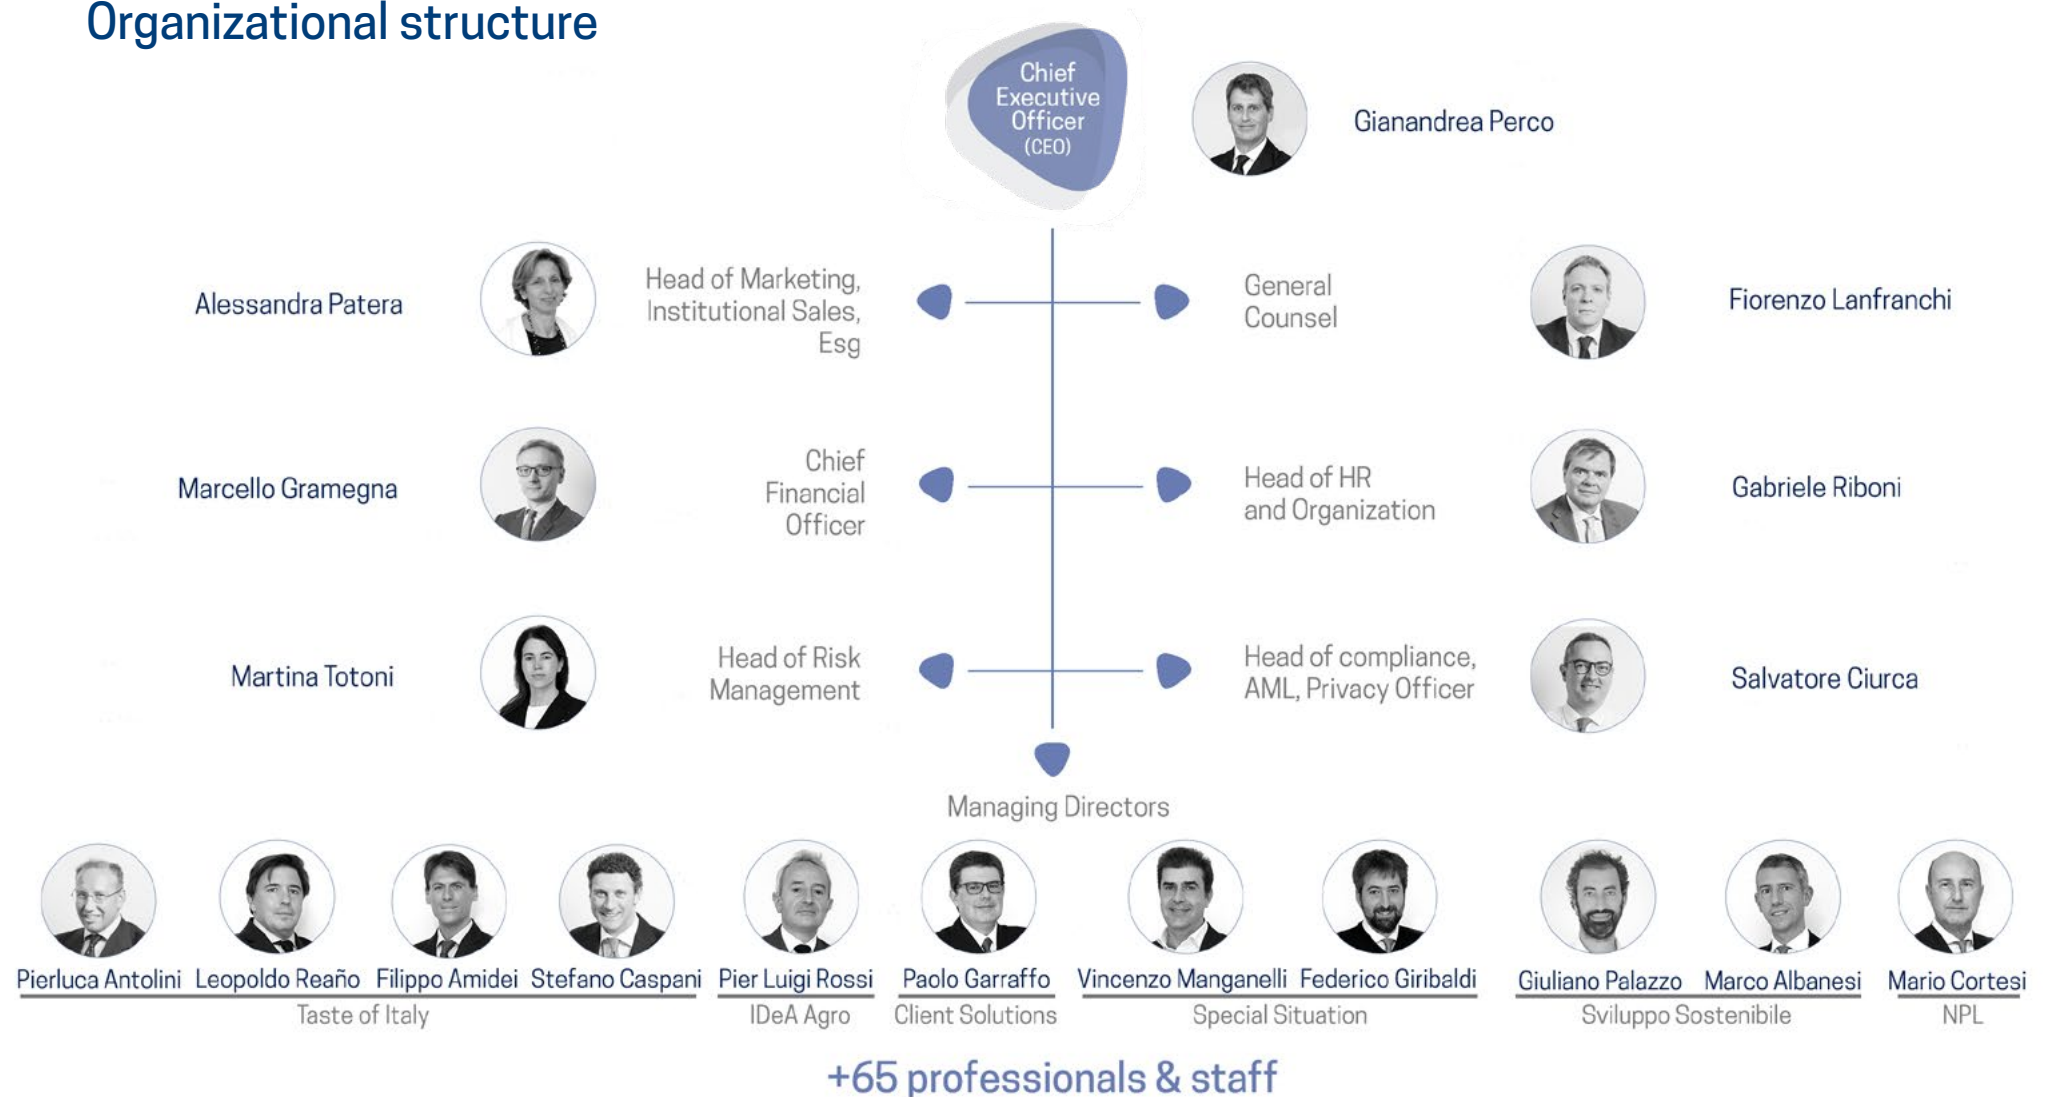 Organizational structure
Chief
Executive
Officer
(CEO)
Gianandrea Perco
Alessandra Patera
Head of Marketing,
Institutional Sales,
Esg
General
Counsel
Fiorenzo Lanfranchi
Marcello Gramegna
Chief
Financial
Officer
Head of HR
and Organization
Gabriele Riboni
Martina Totoni
Head of Risk
Management
Head of compliance,
AML, Privacy Officer
Salvatore Ciurca
Managing Directors
Pierluca Antolini Leopoldo Reaño Filippo Amidei Stefano Caspani Pier Luigi Rossi Paolo Garraffo Vincenzo Manganelli Federico Giribaldi Giuliano Palazzo Marco Albanesi Mario Cortesi
Taste of Italy IDeA Agro Client Solutions Special Situation Sviluppo Sostenibile NPL
+65 professionals & staff